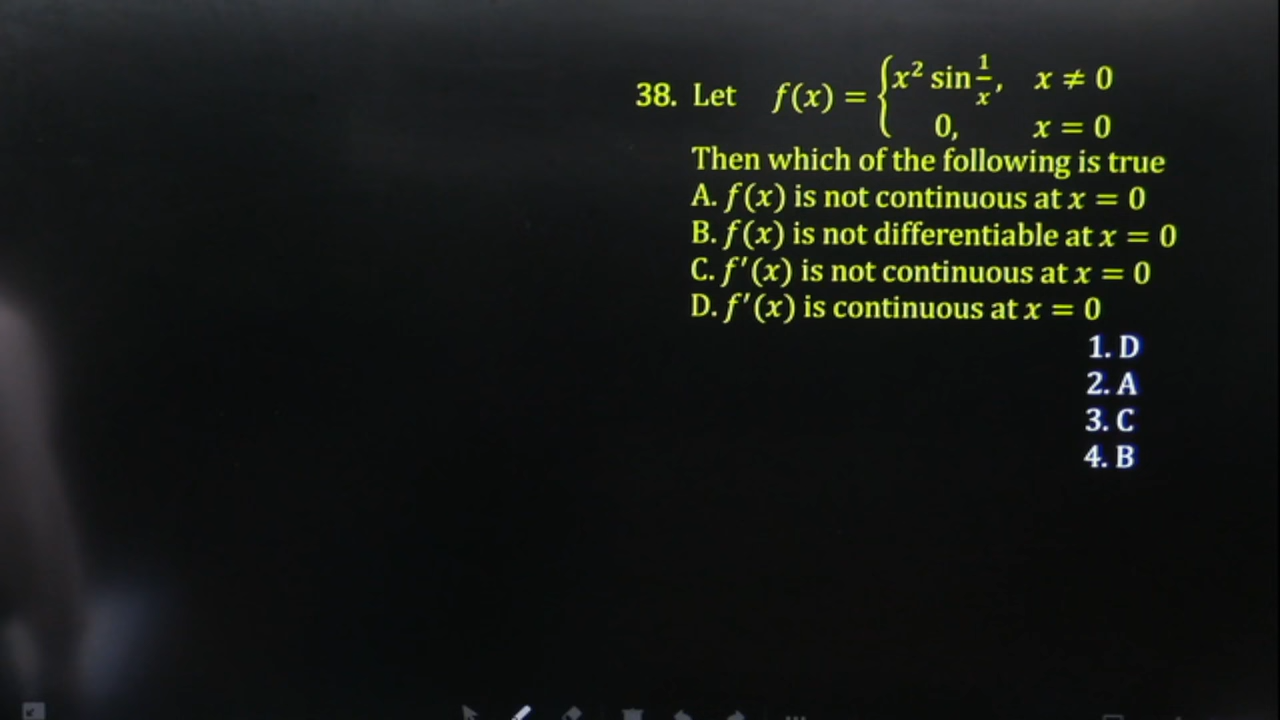 38. Let f(x) = { x² sin 1/x, x ≠ 0
0, x = 0
Then which of the following is true
A. f(x) is not continuous at x = 0
B. f(x) is not differentiable at x = 0
C. f′(x) is not continuous at x = 0
D. f′(x) is continuous at x = 0
1. D
2. A
3. C
4. B